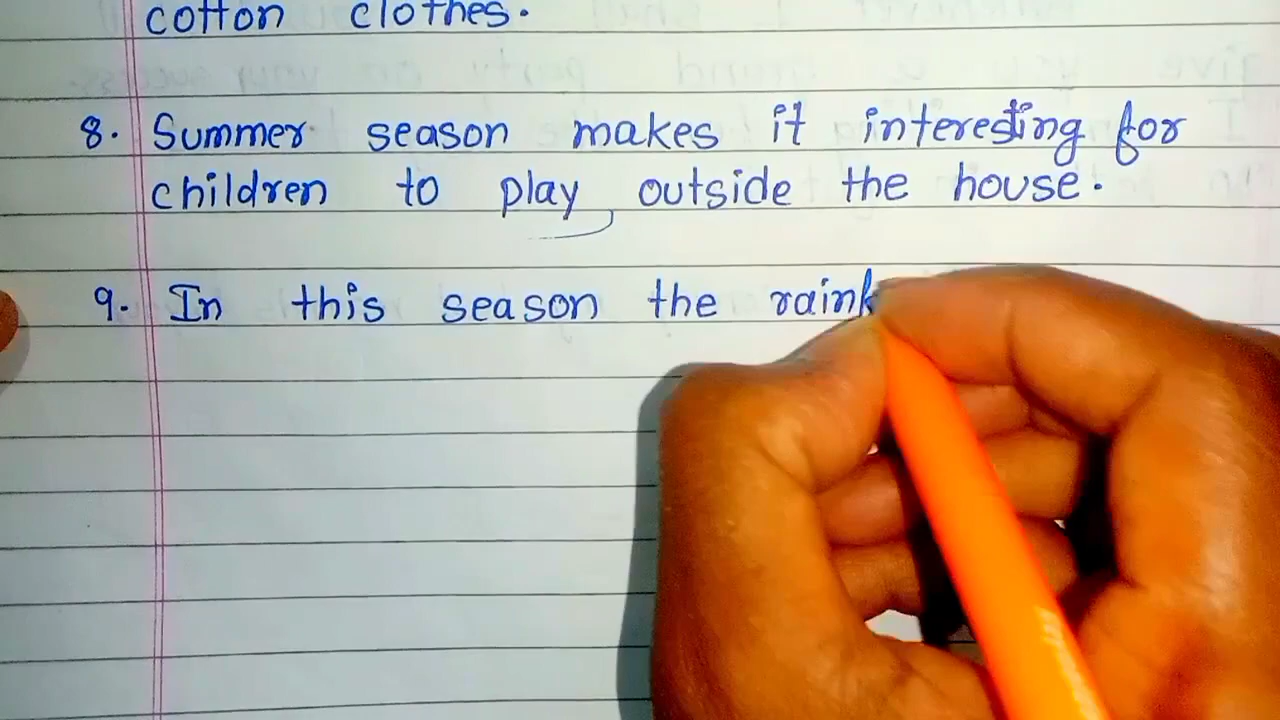 cotton clothes.
8. Summer season makes it interesting for
children to play outside the house.
9. In this season the